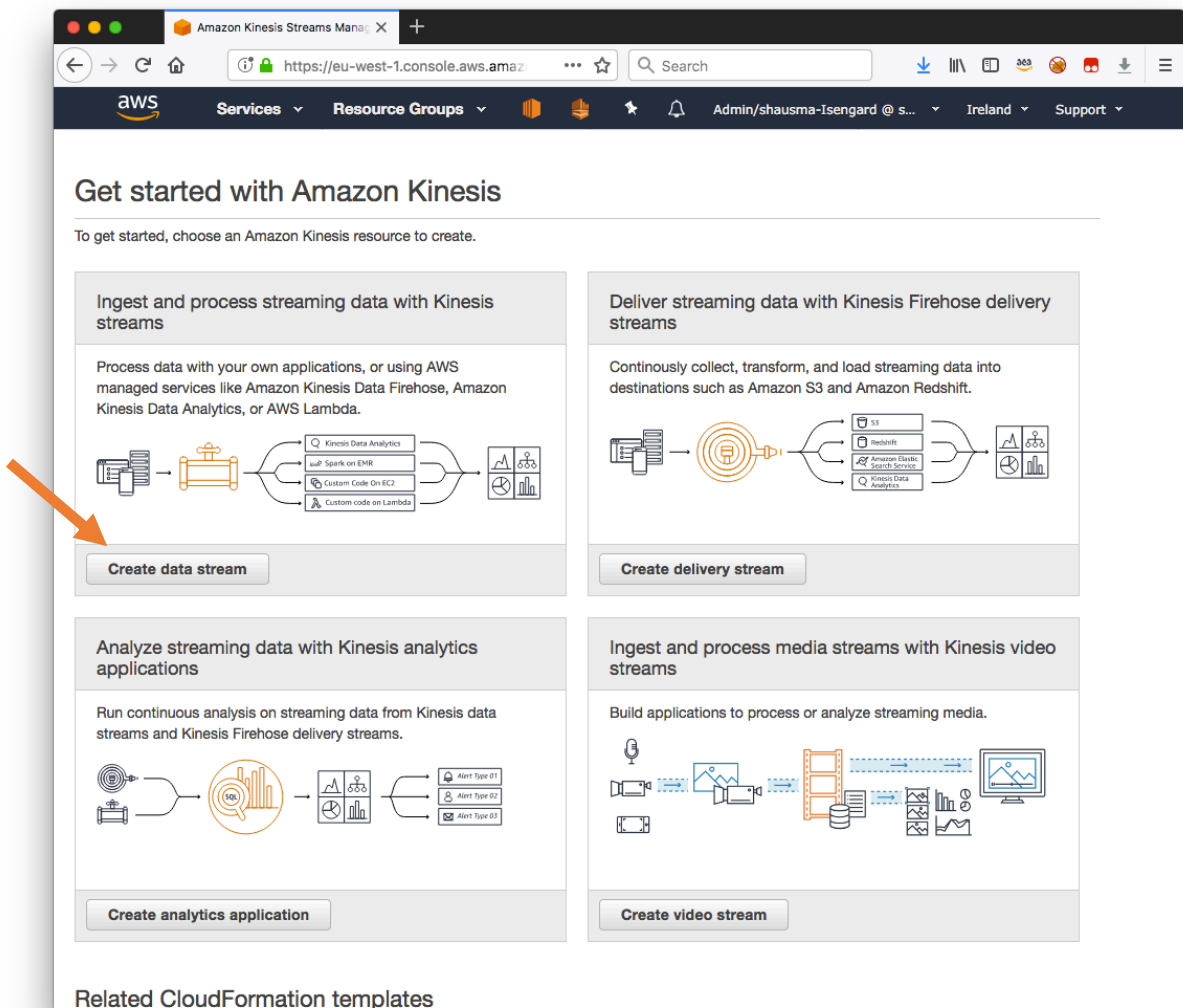 Amazon Kinesis Streams Manag
https://eu-west-1.console.aws.amaz
Search
aws
Services
Resource Groups
Admin/shausma-Isengard @ s...
Ireland
Support
Get started with Amazon Kinesis
To get started, choose an Amazon Kinesis resource to create.
Ingest and process streaming data with Kinesis
streams
Process data with your own applications, or using AWS
managed services like Amazon Kinesis Data Firehose, Amazon
Kinesis Data Analytics, or AWS Lambda.
Kinesis Data Analytics
Spark on EMR
Custom Code On EC2
Custom code on Lambda
Create data stream
Deliver streaming data with Kinesis Firehose delivery
streams
Continously collect, transform, and load streaming data into
destinations such as Amazon S3 and Amazon Redshift.
S3
Redshift
Amazon Elastic
Search Service
Kinesis Data
Analytics
Create delivery stream
Analyze streaming data with Kinesis analytics
applications
Run continuous analysis on streaming data from Kinesis data
streams and Kinesis Firehose delivery streams.
SQL
Alert Type 01
Alert Type 02
Alert Type 03
Create analytics application
Ingest and process media streams with Kinesis video
streams
Build applications to process or analyze streaming media.
Create video stream
Related CloudFormation templates